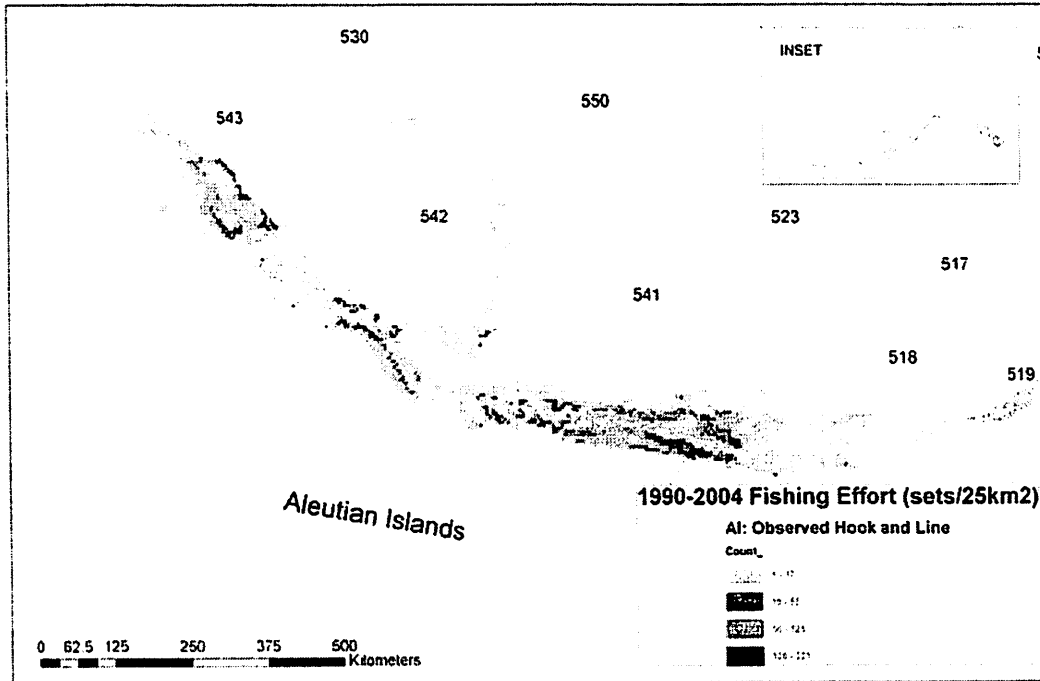 530
INSET
550
543
542
523
517
541
518
519
Aleutian Islands
1990-2004 Fishing Effort (sets/25km2)
AI: Observed Hook and Line
Count_
0 62.5 125 250 375 500
Kilometers